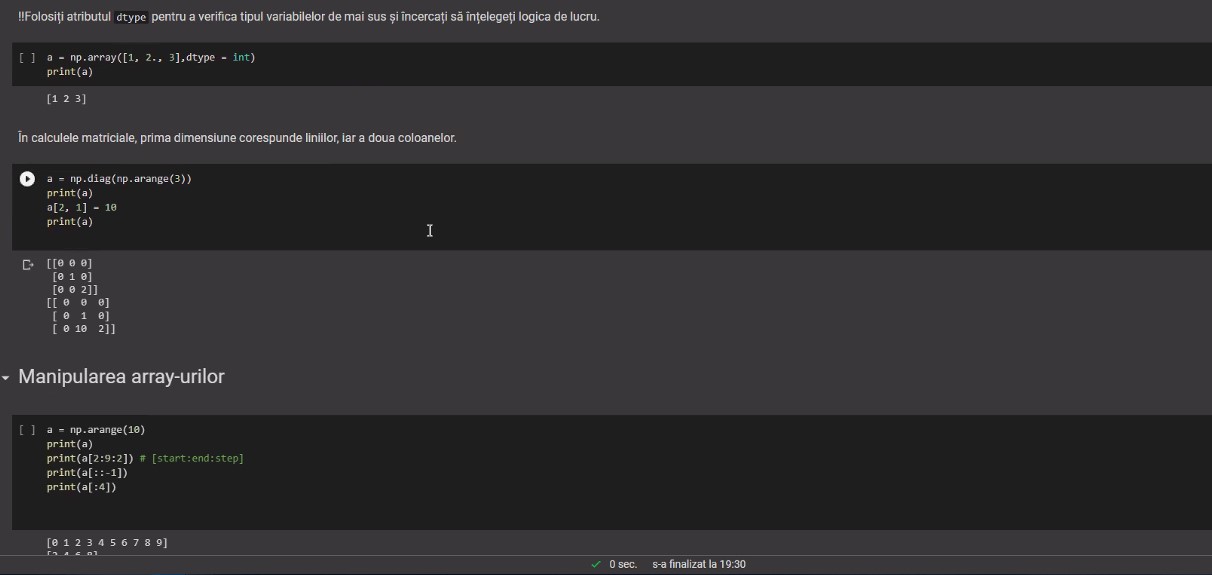 !!Folosiți atributul dtype pentru a verifica tipul variabilelor de mai sus și încercați să înțelegeți logica de lucru.
[ ] a = np.array([1, 2., 3],dtype = int)
print(a)
[1 2 3]
În calculele matriciale, prima dimensiune corespunde liniilor, iar a doua coloanelor.
a = np.diag(np.arange(3))
print(a)
a[2, 1] = 10
print(a)
[[0 0 0]
[0 1 0]
[0 0 2]]
[[ 0  0  0]
[ 0  1  0]
[ 0 10  2]]
Manipularea array-urilor
[ ] a = np.arange(10)
print(a)
print(a[2:9:2]) # [start:end:step]
print(a[::-1])
print(a[:4])
[0 1 2 3 4 5 6 7 8 9]
[2 4 6 8]
0 sec. s-a finalizat la 19:30